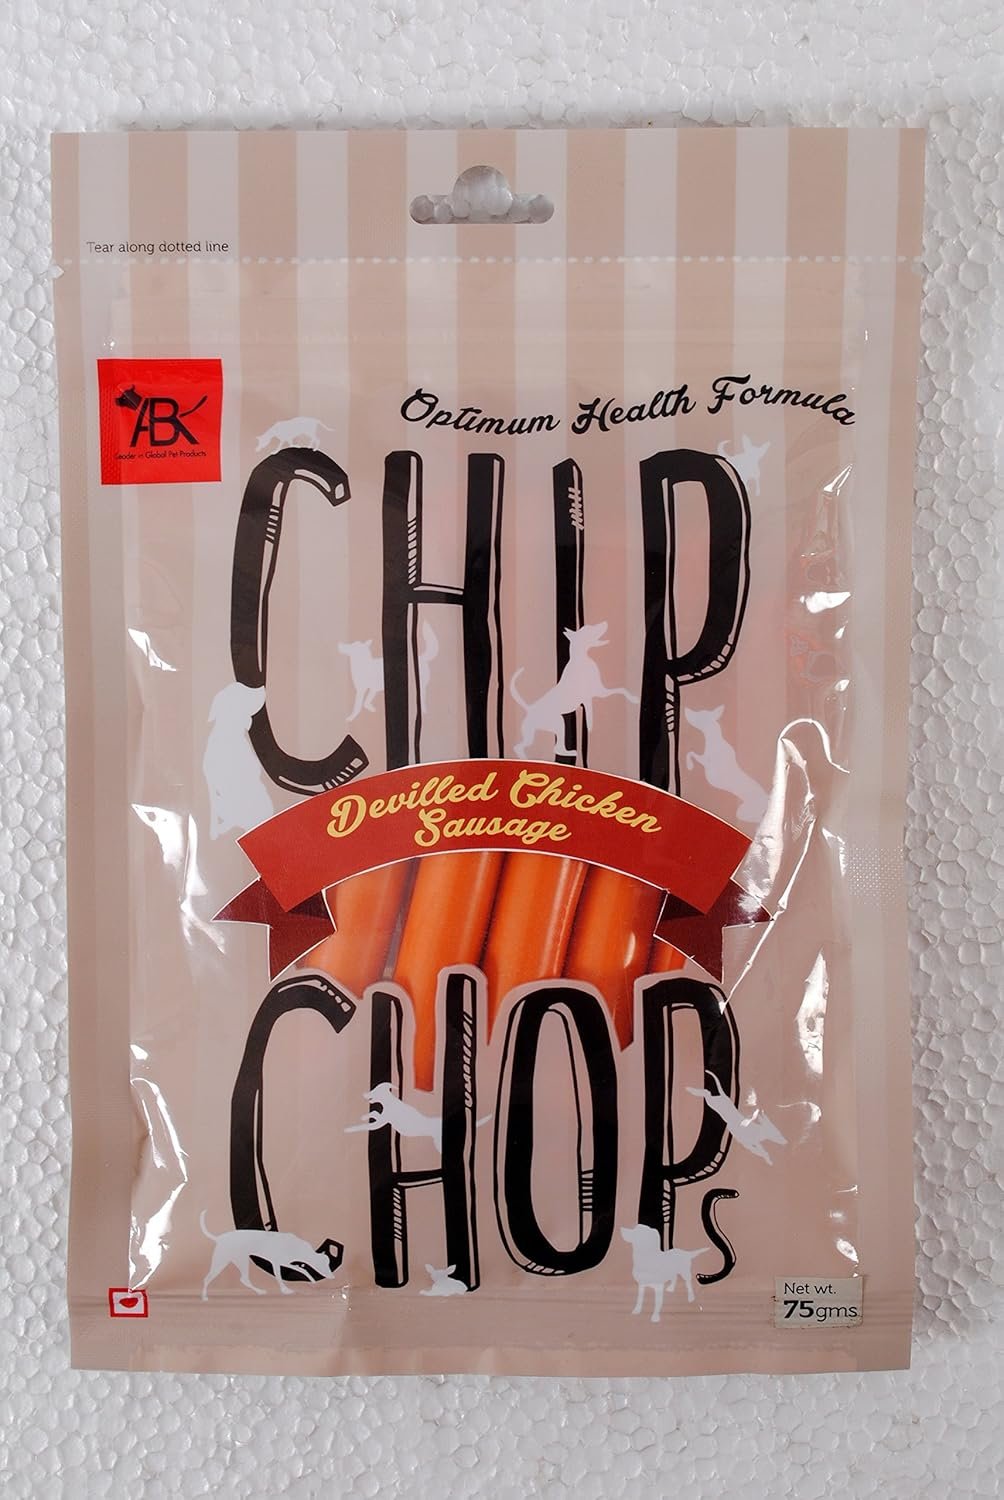 Tear along dotted line
ABK
Leader in Global Pet Products
Optimum Health Formula
CHIP
Devilled Chicken
Sausage
CHOPs
Net wt.
75gms